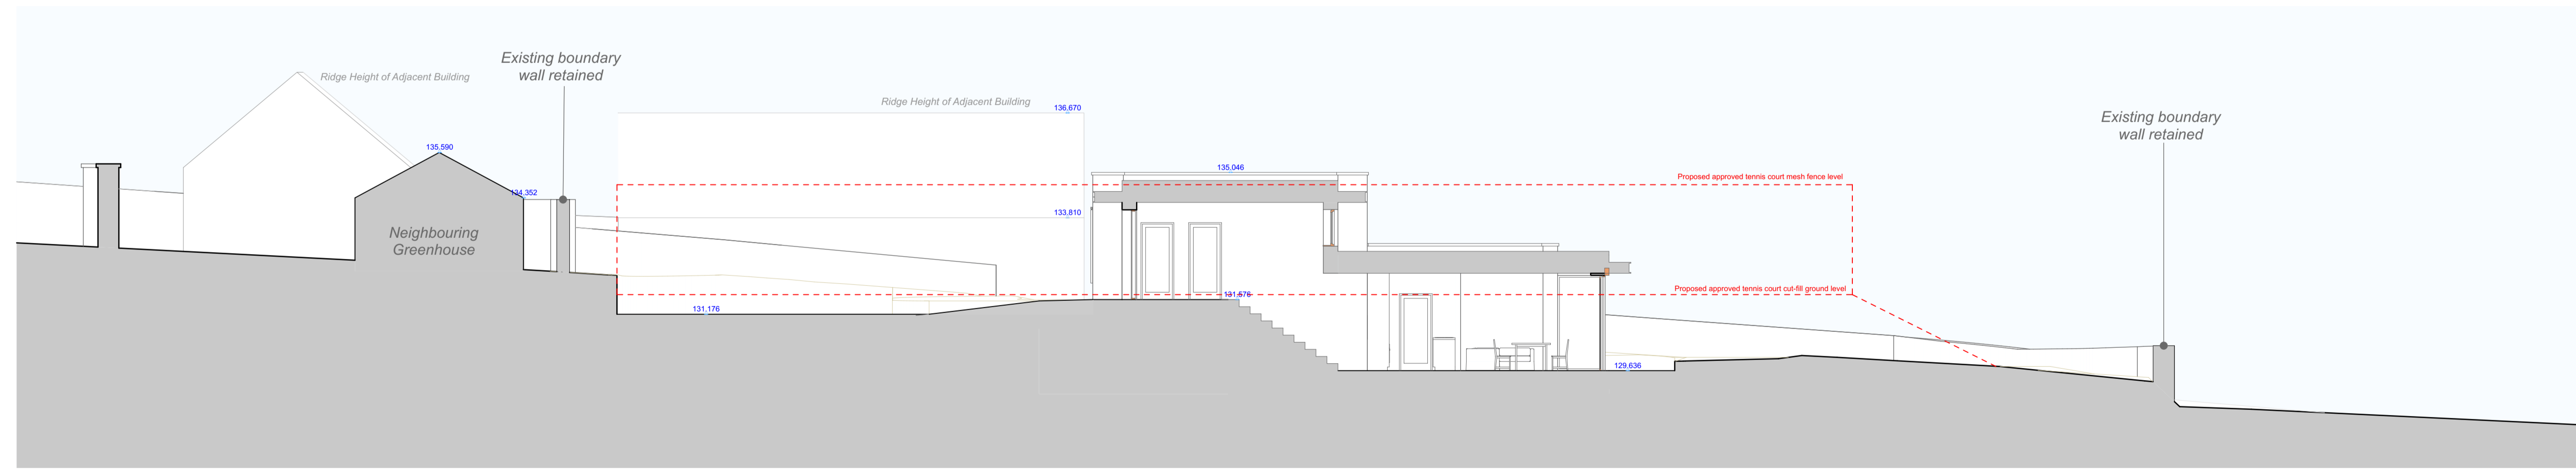 Existing boundary
wall retained
Ridge Height of Adjacent Building
Ridge Height of Adjacent Building
136,670
Existing boundary
wall retained
135,590
135,046
Proposed approved tennis court mesh fence level
134,352
133,810
Neighbouring
Greenhouse
131,576
Proposed approved tennis court cut-fill ground level
131,176
129,636